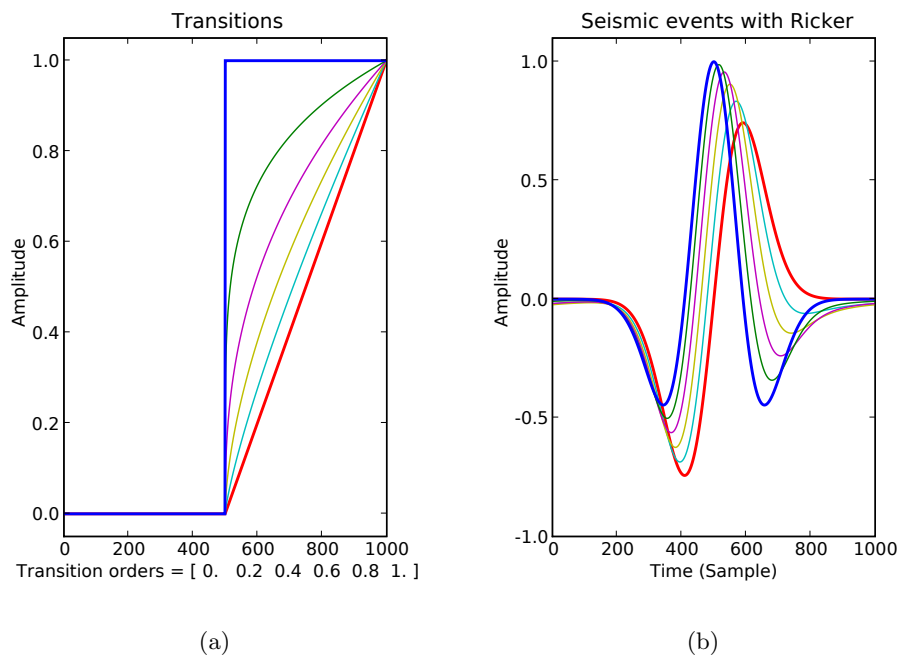 Transitions
Amplitude
1.0
0.8
0.6
0.4
0.2
0.0
0 200 400 600 800 1000
Transition orders = [ 0. 0.2 0.4 0.6 0.8 1. ]
(a)
Seismic events with Ricker
Amplitude
1.0
0.5
0.0
-0.5
-1.0
0 200 400 600 800 1000
Time (Sample)
(b)